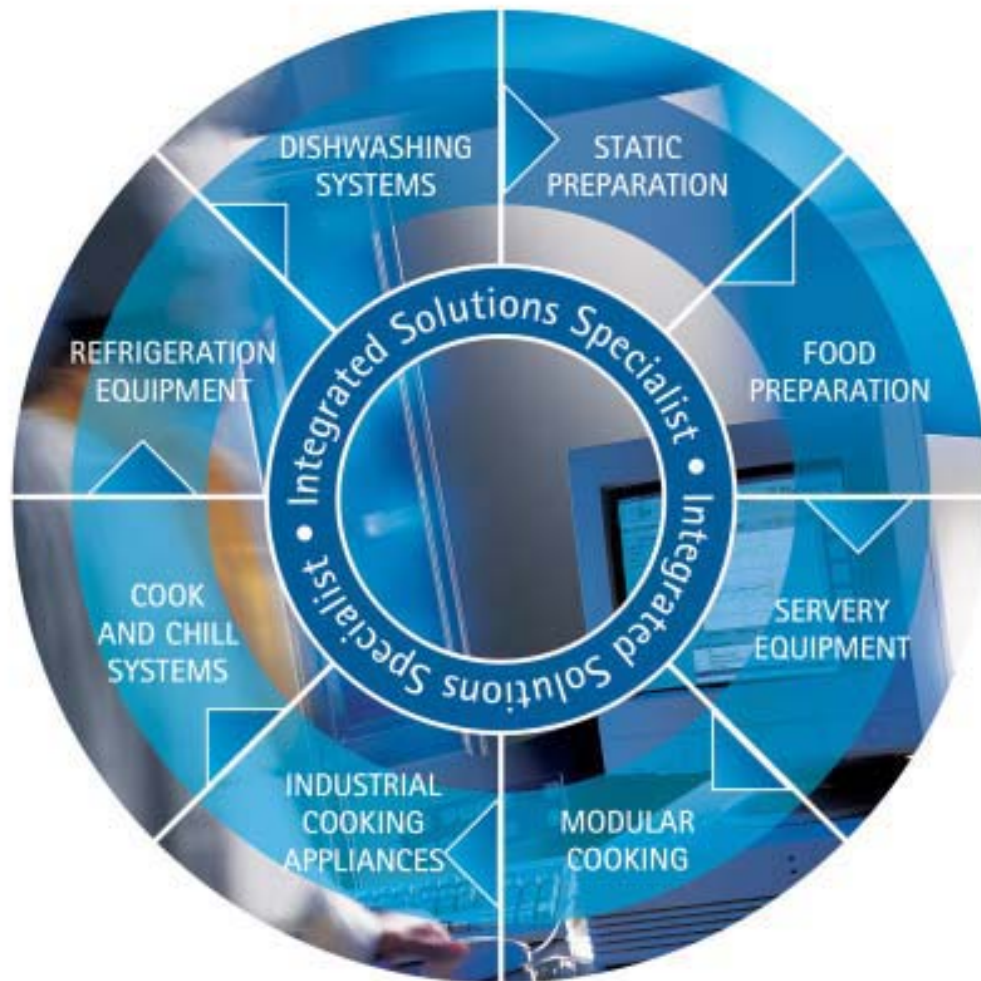 DISHWASHING
SYSTEMS
STATIC
PREPARATION
FOOD
PREPARATION
SERVERY
EQUIPMENT
MODULAR
COOKING
INDUSTRIAL
COOKING
APPLIANCES
COOK
AND CHILL
SYSTEMS
REFRIGERATION
EQUIPMENT
Integrated Solutions Specialist • Integrated Solutions Specialist •